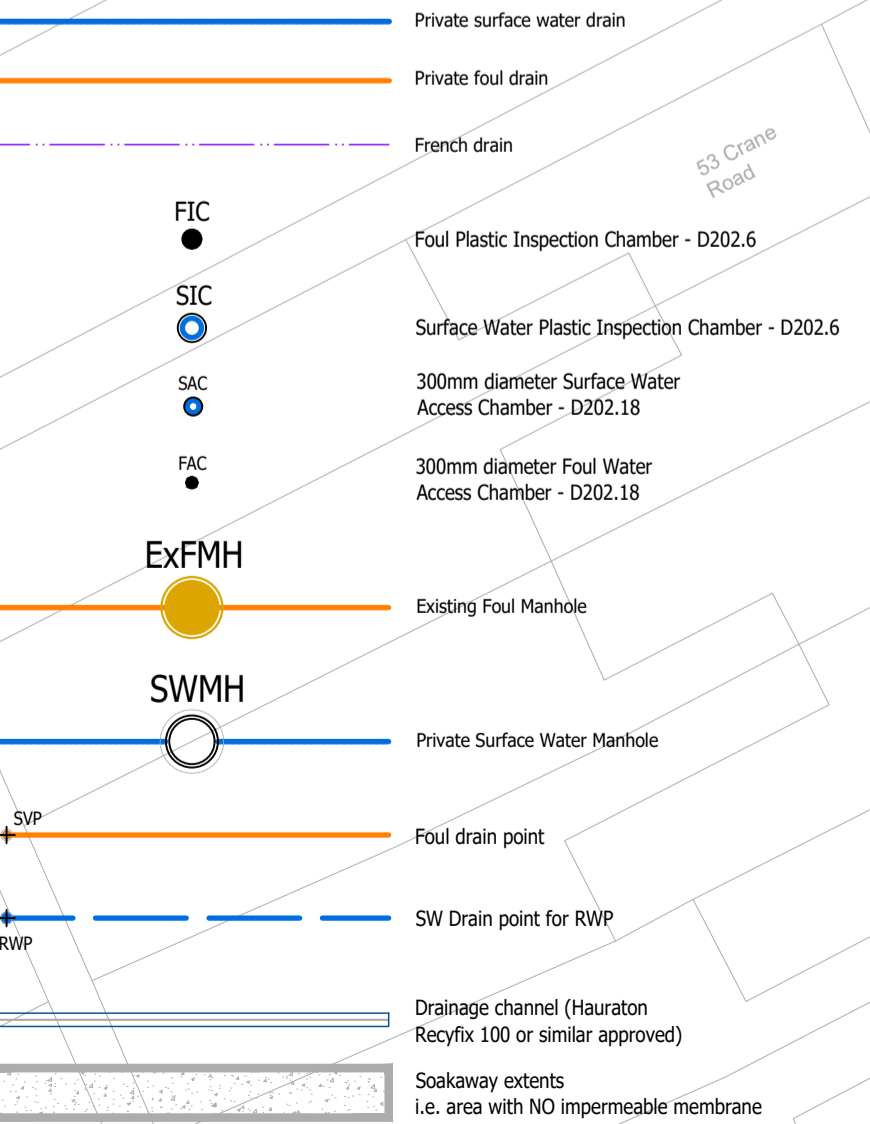 Private surface water drain
Private foul drain
French drain
53 Crane
Road
FIC
Foul Plastic Inspection Chamber - D202.6
SIC
Surface Water Plastic Inspection Chamber - D202.6
SAC
300mm diameter Surface Water
Access Chamber - D202.18
FAC
300mm diameter Foul Water
Access Chamber - D202.18
ExFMH
Existing Foul Manhole
SWMH
Private Surface Water Manhole
SVP
Foul drain point
SW Drain point for RWP
RWP
Drainage channel (Hauraton
Recyfix 100 or similar approved)
Soakaway extents
i.e. area with NO impermeable membrane